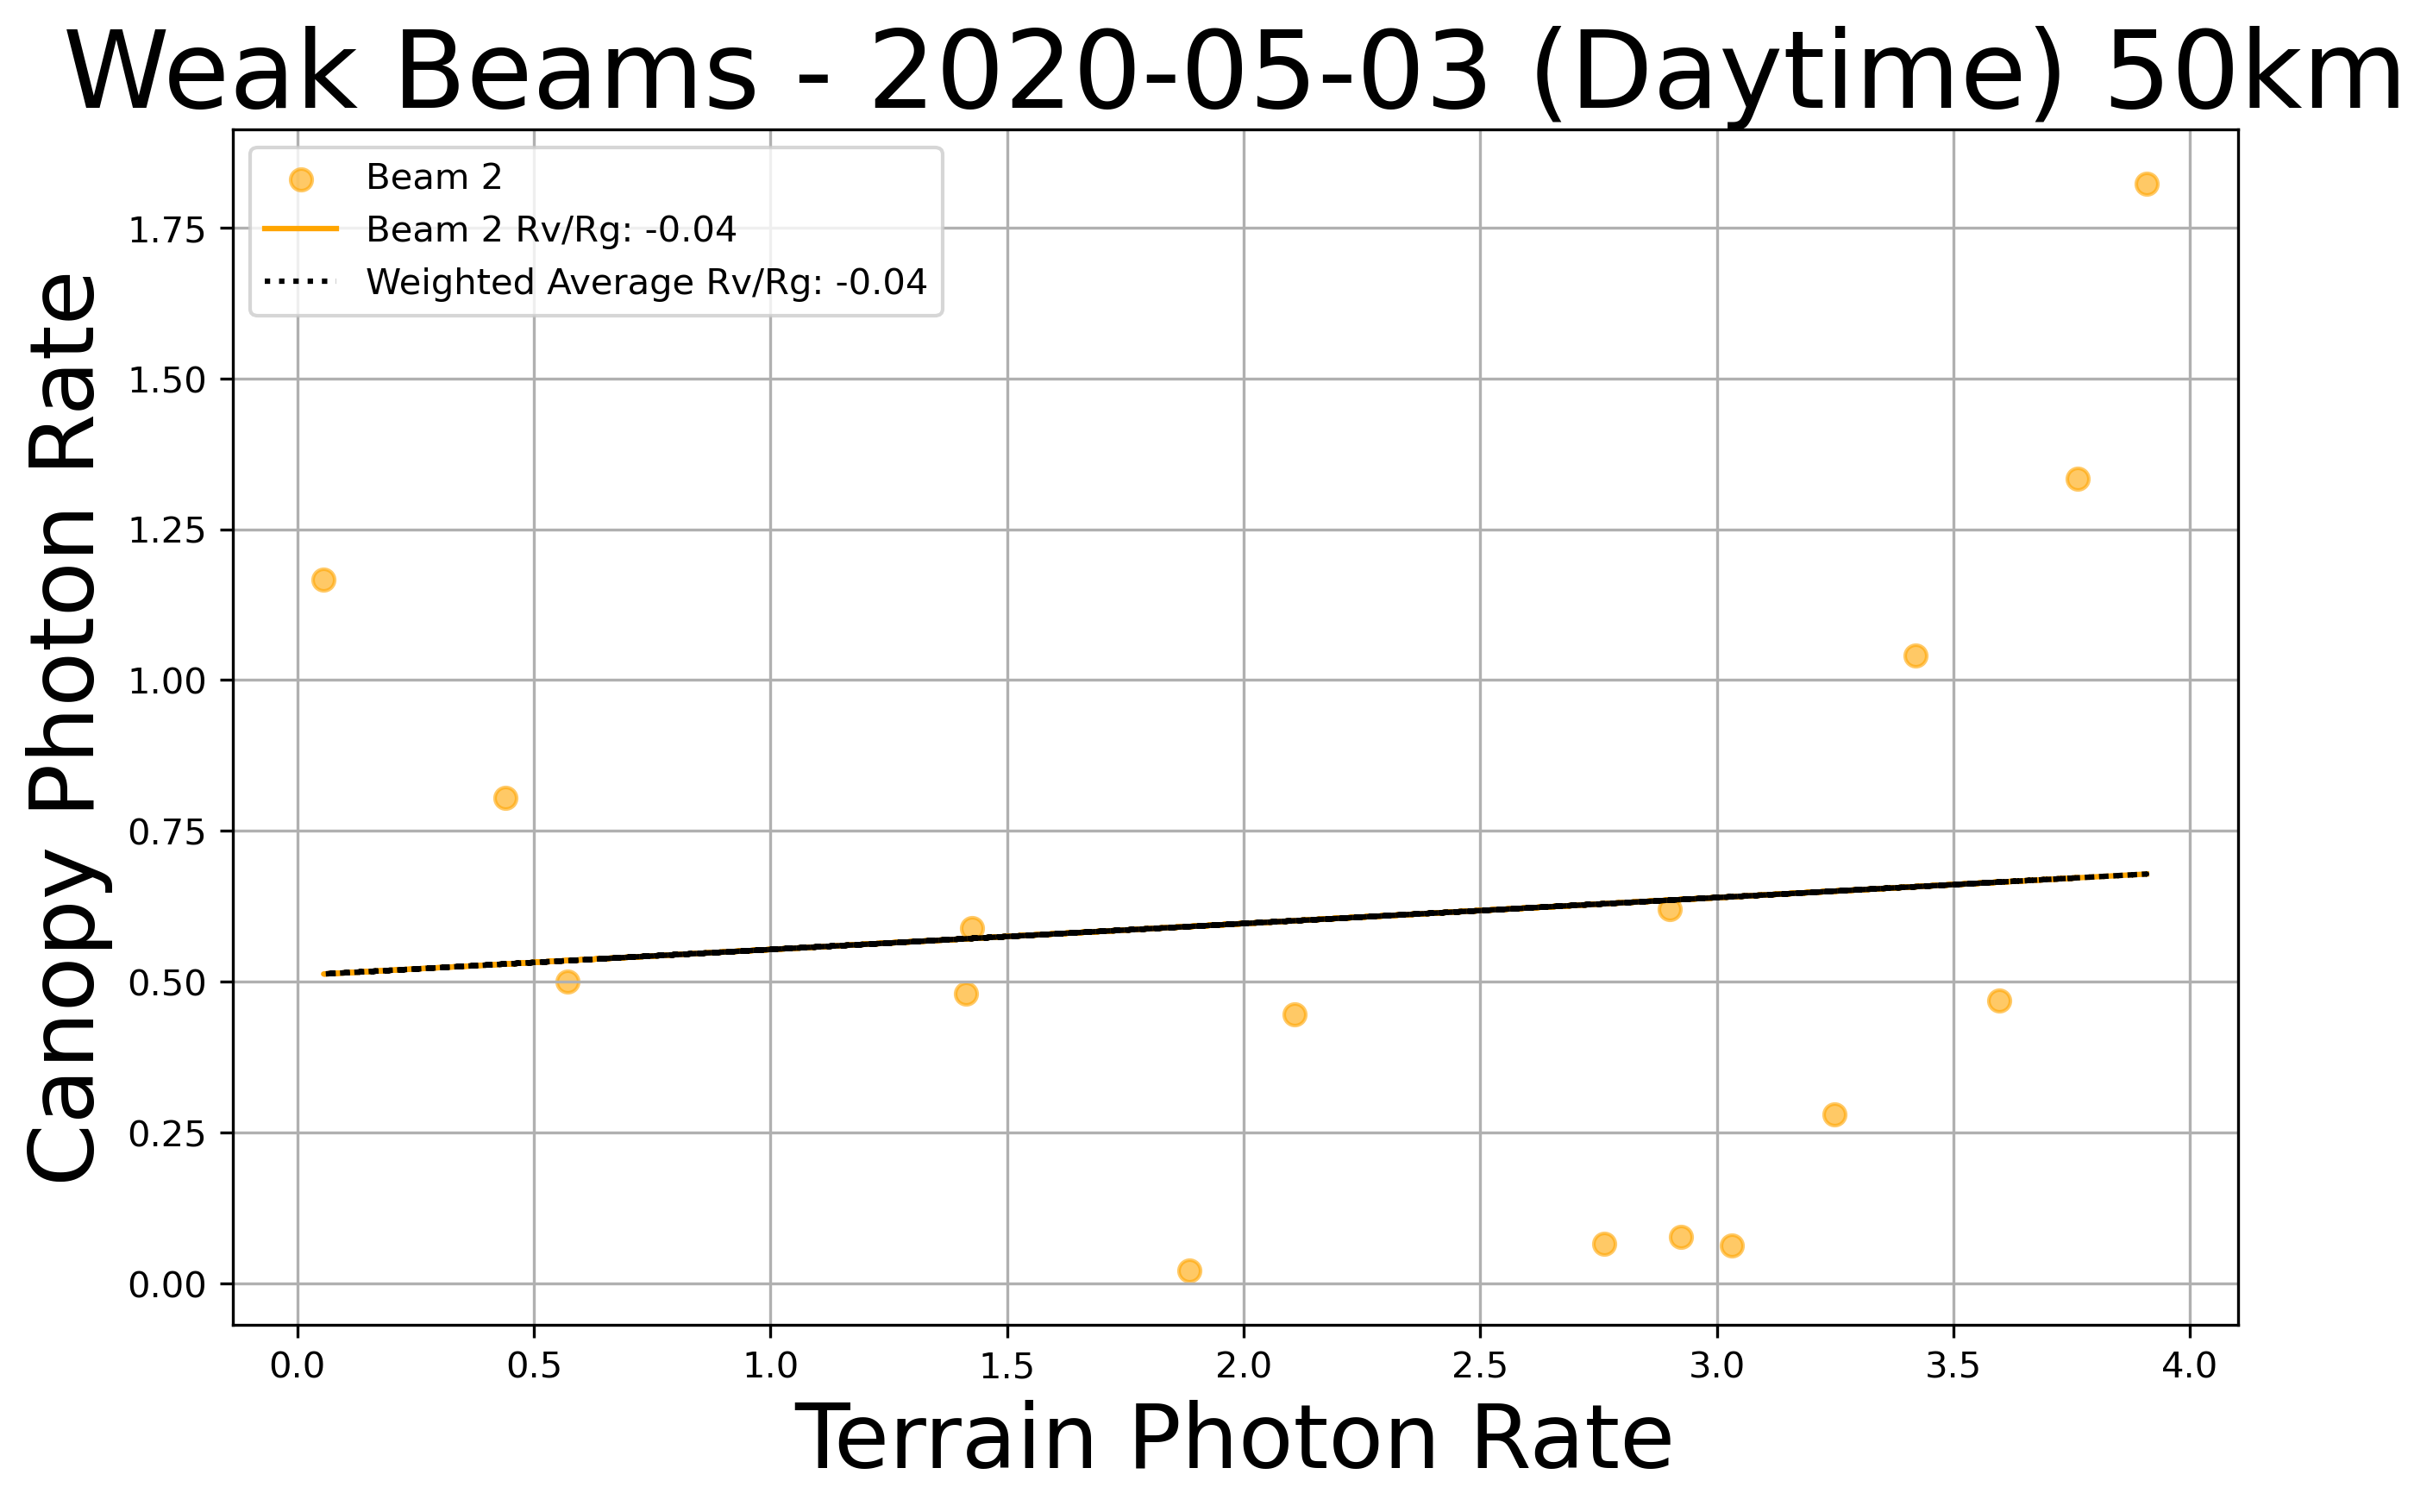 Weak Beams - 2020-05-03 (Daytime) 50km
Beam 2
Beam 2 Rv/Rg: -0.04
Weighted Average Rv/Rg: -0.04
Canopy Photon Rate
1.75
1.50
1.25
1.00
0.75
0.50
0.25
0.00
0.0 0.5 1.0 1.5 2.0 2.5 3.0 3.5 4.0
Terrain Photon Rate